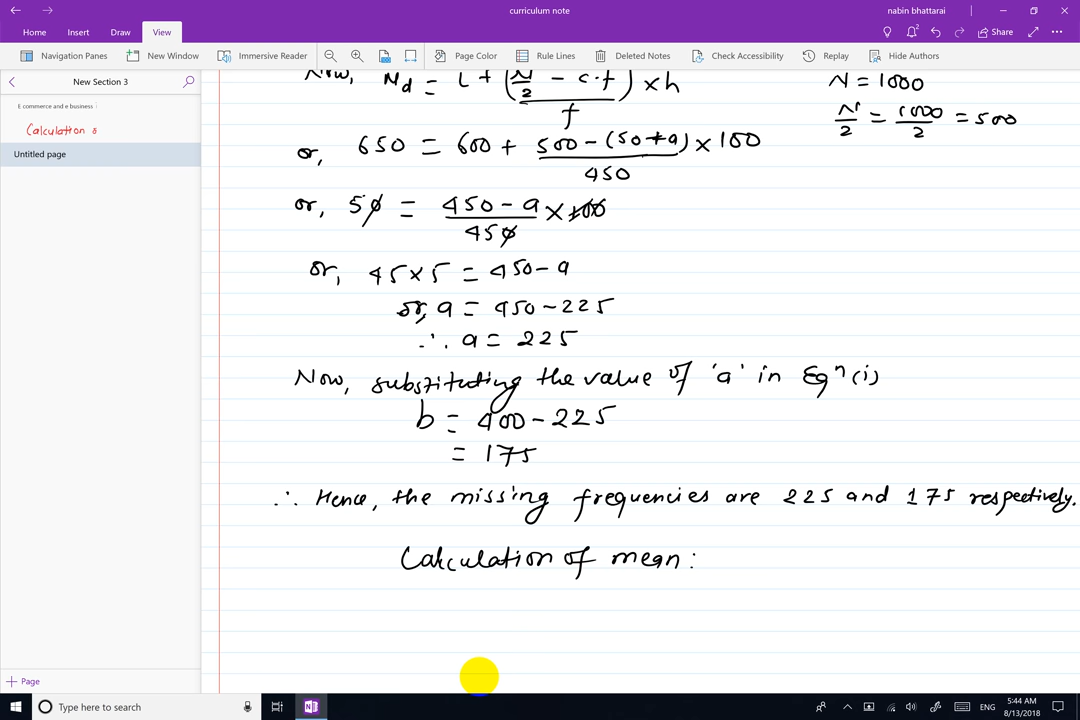 curriculum note
nabin bhattarai
Home Insert Draw View
Share
Navigation Pans New Window Immersive Reader Page Color Rule Lines Deleted Notes Check Accessibility Replay Hide Authors
New Section 3
E commerce and e business
Calculation
Untitled page
Now, Md = L + (N/2 - c.f) / f × h
N = 1000
N/2 = 1000/2 = 500
or, 650 = 600 + 500 - (50+a) / 450 × 100
or, 50 = 450 - a / 450 × 100
or, 45×5 = 450 - a
or, a = 450 - 225
∴ a = 225
Now, substituting the value of 'a' in Eqn (i)
b = 400 - 225
= 175
∴ Hence, the missing frequencies are 225 and 175 respectively.
Calculation of mean:
+ Page
Type here to search
ENG
5:44 AM
8/13/2018